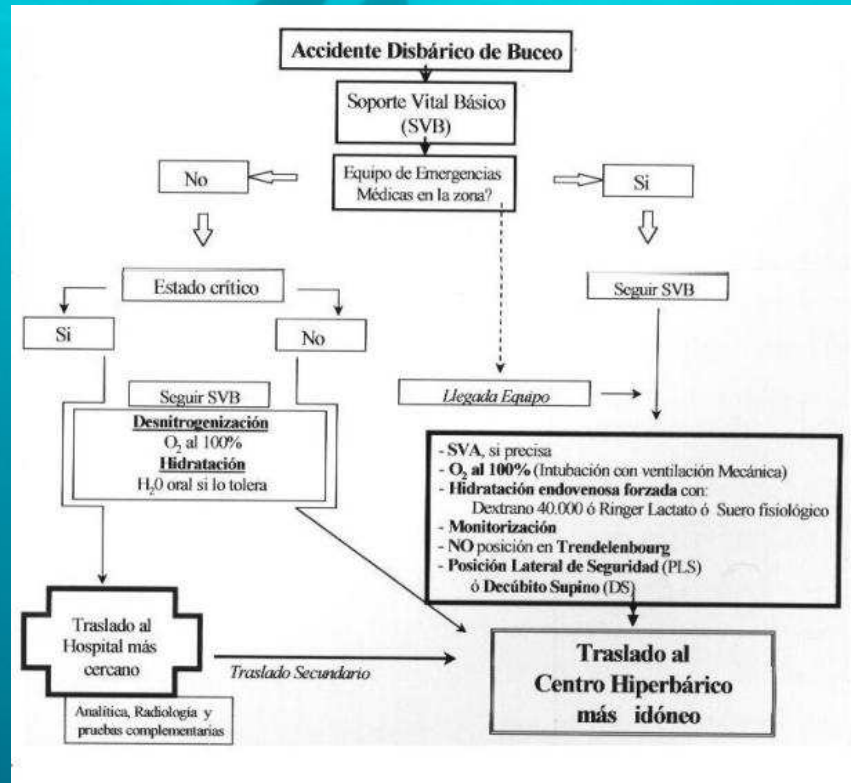 Accidente Disbárico de Buceo
Soporte Vital Básico
(SVB)
Equipo de Emergencias
Médicas en la zona?
No
Si
Estado crítico
Si
No
Seguir SVB
Seguir SVB
Desnitrogenización
O₂ al 100%
Hidratación
H₂0 oral si lo tolera
Llegada Equipo
- SVA, si precisa
- O₂ al 100% (Intubación con ventilación Mecánica)
- Hidratación endovenosa forzada con:
Dextrano 40.000 ó Ringer Lactato ó Suero fisiológico
- Monitorización
- NO posición en Trendelenbourg
- Posición Lateral de Seguridad (PLS)
ó Decúbito Supino (DS)
Traslado al
Hospital más
cercano
Traslado Secundario
Analítica, Radiología y
pruebas complementarias
Traslado al
Centro Hiperbárico
más idóneo